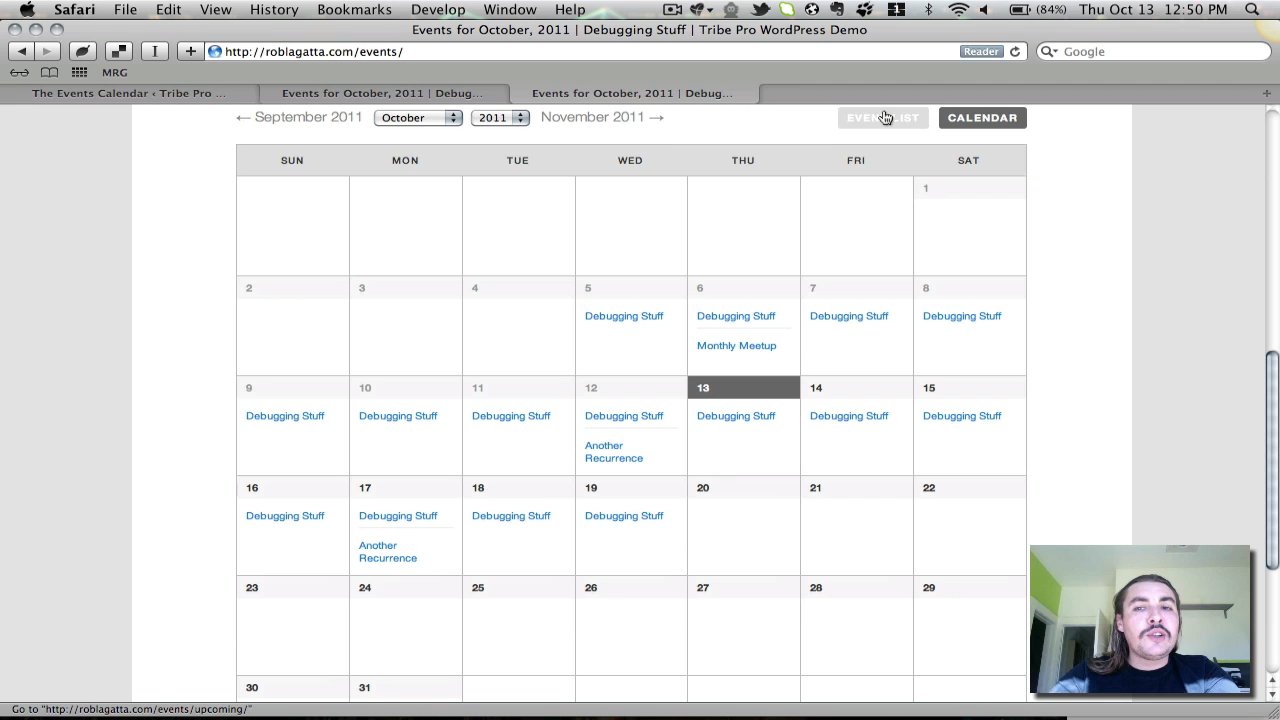 Safari File Edit View History Bookmarks Develop Window Help 1 (84%) Thu Oct 13 12:50 PM
Events for October, 2011 | Debugging Stuff | Tribe Pro WordPress Demo
http://roblagatta.com/events/ Reader Google
MRG
The Events Calendar ‹ Tribe Pro ... Events for October, 2011 | Debug... Events for October, 2011 | Debug...
← September 2011 October 2011 November 2011 → CALENDAR
SUN MON TUE WED THU FRI SAT
1
2 3 4 5 6 7 8
Debugging Stuff Debugging Stuff Debugging Stuff Debugging Stuff
Monthly Meetup
9 10 11 12 13 14 15
Debugging Stuff Debugging Stuff Debugging Stuff Debugging Stuff Debugging Stuff Debugging Stuff Debugging Stuff
Another
Recurrence
16 17 18 19 20 21 22
Debugging Stuff Debugging Stuff Debugging Stuff Debugging Stuff
Another
Recurrence
23 24 25 26 27 28 29
30 31
Go to "http://roblagatta.com/events/upcoming/"